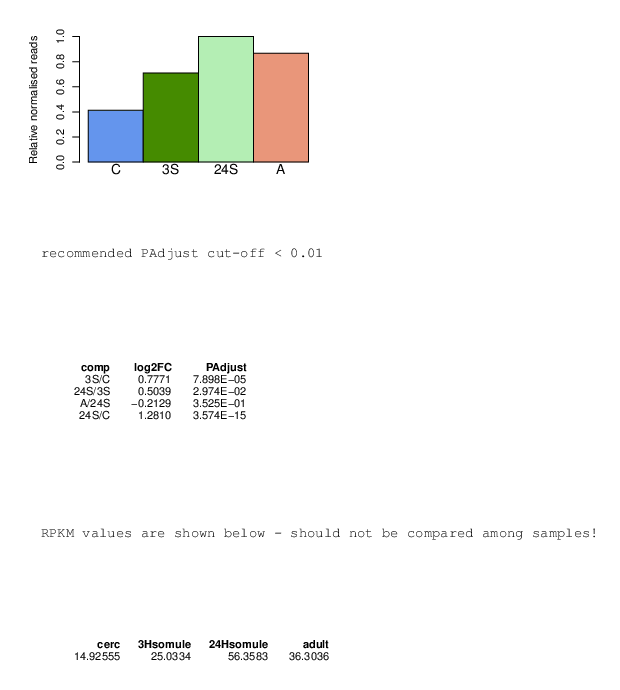 Relative normalised reads
1.0
0.8
0.6
0.4
0.2
0.0
C 3S 24S A
recommended PAdjust cut-off < 0.01
comp log2FC PAdjust
3S/C 0.7771 7.898E−05
24S/3S 0.5039 2.974E−02
A/24S −0.2129 3.525E−01
24S/C 1.2810 3.574E−15
RPKM values are shown below - should not be compared among samples!
cerc 3Hsomule 24Hsomule adult
14.92555 25.0334 56.3583 36.3036